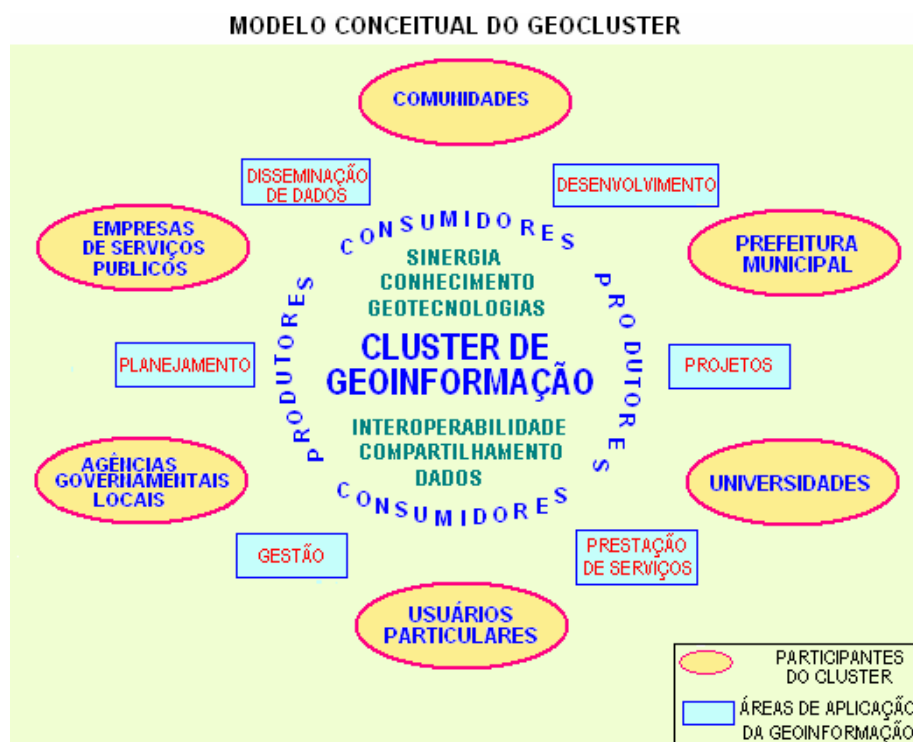 MODELO CONCEITUAL DO GEOCLUSTER
COMUNIDADES
DISSEMINAÇÃO
DE DADOS
DESENVOLVIMENTO
EMPRESAS
DE SERVIÇOS
PUBLICÓS
PREFEITURA
MUNICIPAL
CONSUMIDORES
PRODUTORES
PRODUTORES
SINERGIA
CONHECIMENTO
GEOTECNOLOGIAS
CLUSTER DE
GEOINFORMAÇÃO
PLANEJAMENTO
PROJETOS
INTEROPERABILIDADE
COMPARTILHAMENTO
DADOS
CONSUMIDORES
AGÊNCIAS
GOVERNAMENTAIS
LOCAIS
UNIVERSIDADES
GESTÃO
PRESTAÇÃO
DE SERVIÇOS
USUÁRIOS
PARTICULARES
PARTICIPANTES
DO CLUSTER
ÁREAS DE APLICAÇÃO
DA GEOINFORMAÇÃO